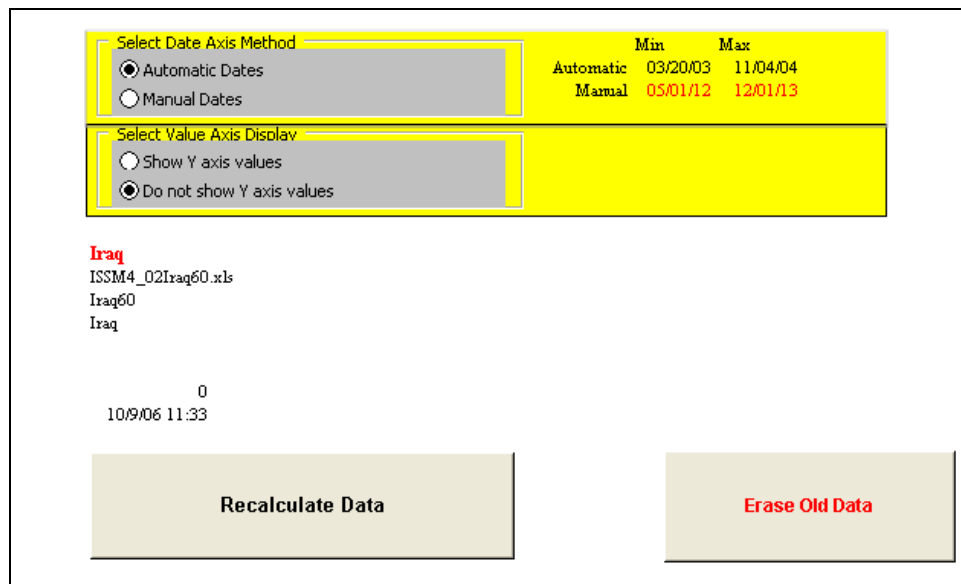 Select Date Axis Method
Min Max
Automatic Dates
Automatic 03/20/03 11/04/04
Manual Dates
Manual 05/01/12 12/01/13
Select Value Axis Display
Show Y axis values
Do not show Y axis values
Iraq
ISSM4_02Iraq60.xls
Iraq60
Iraq
0
10/9/06 11:33
Recalculate Data
Erase Old Data